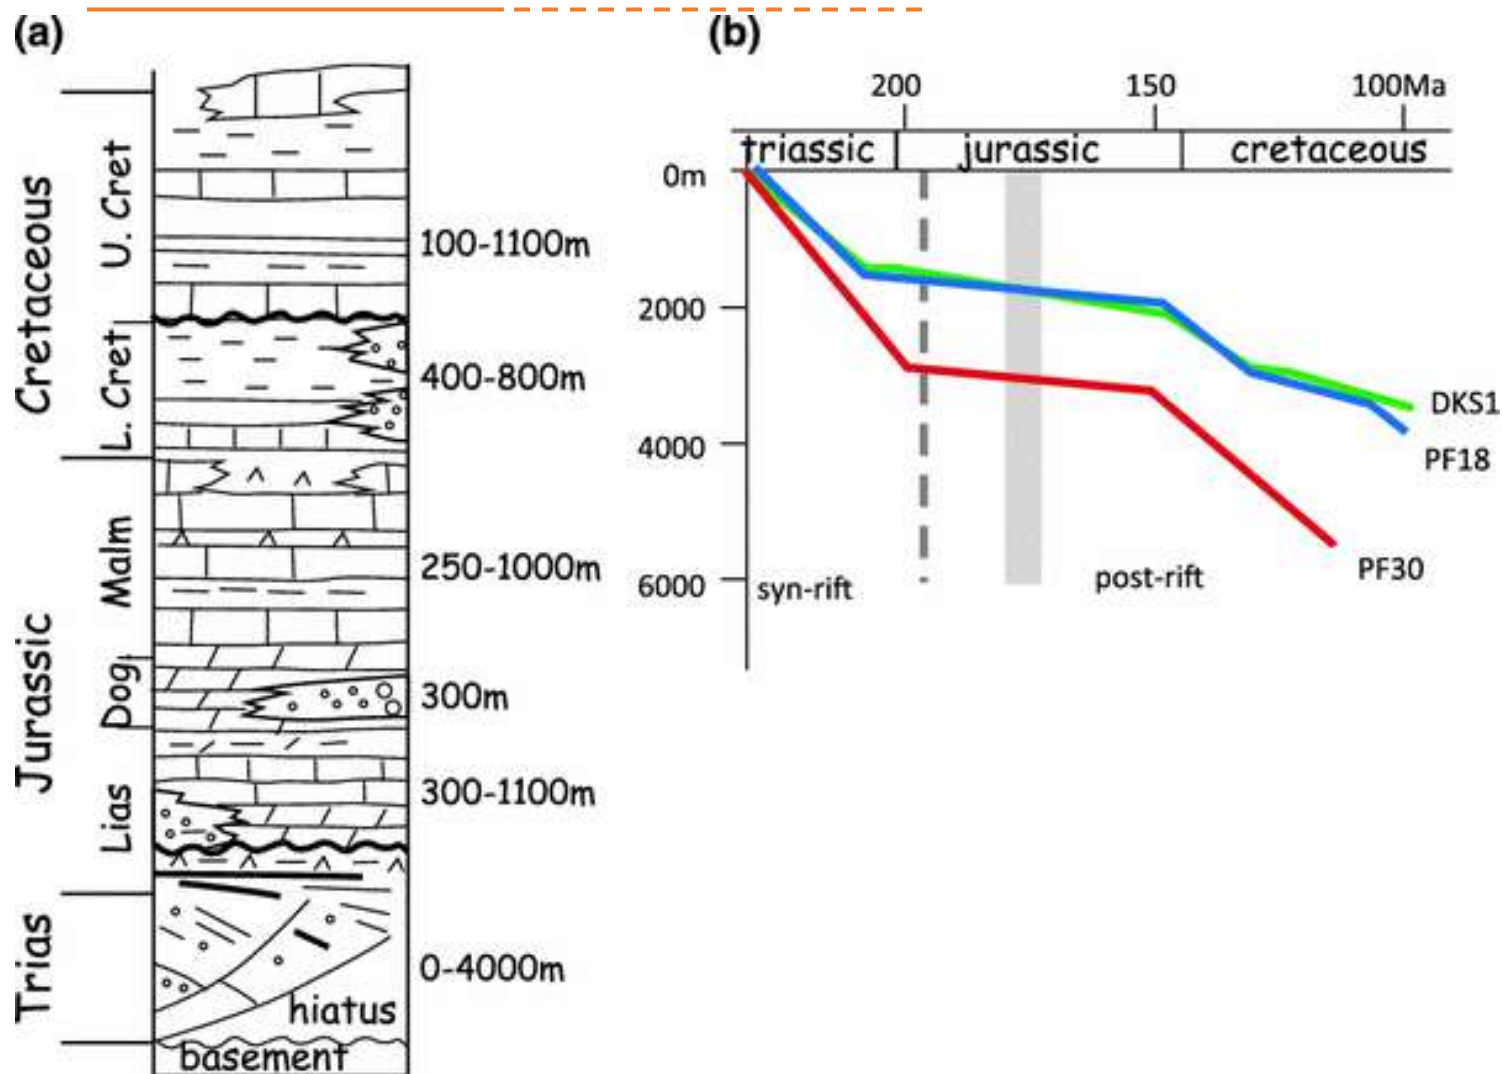 (a)
Cretaceous
U. Cret
100-1100m
L. Cret
400-800m
Jurassic
Malm
250-1000m
Dog.
300m
Lias
300-1100m
Trias
0-4000m
hiatus
basement
(b)
200
150
100Ma
triassic
jurassic
cretaceous
0m
2000
4000
6000
syn-rift
post-rift
DKS1
PF18
PF30